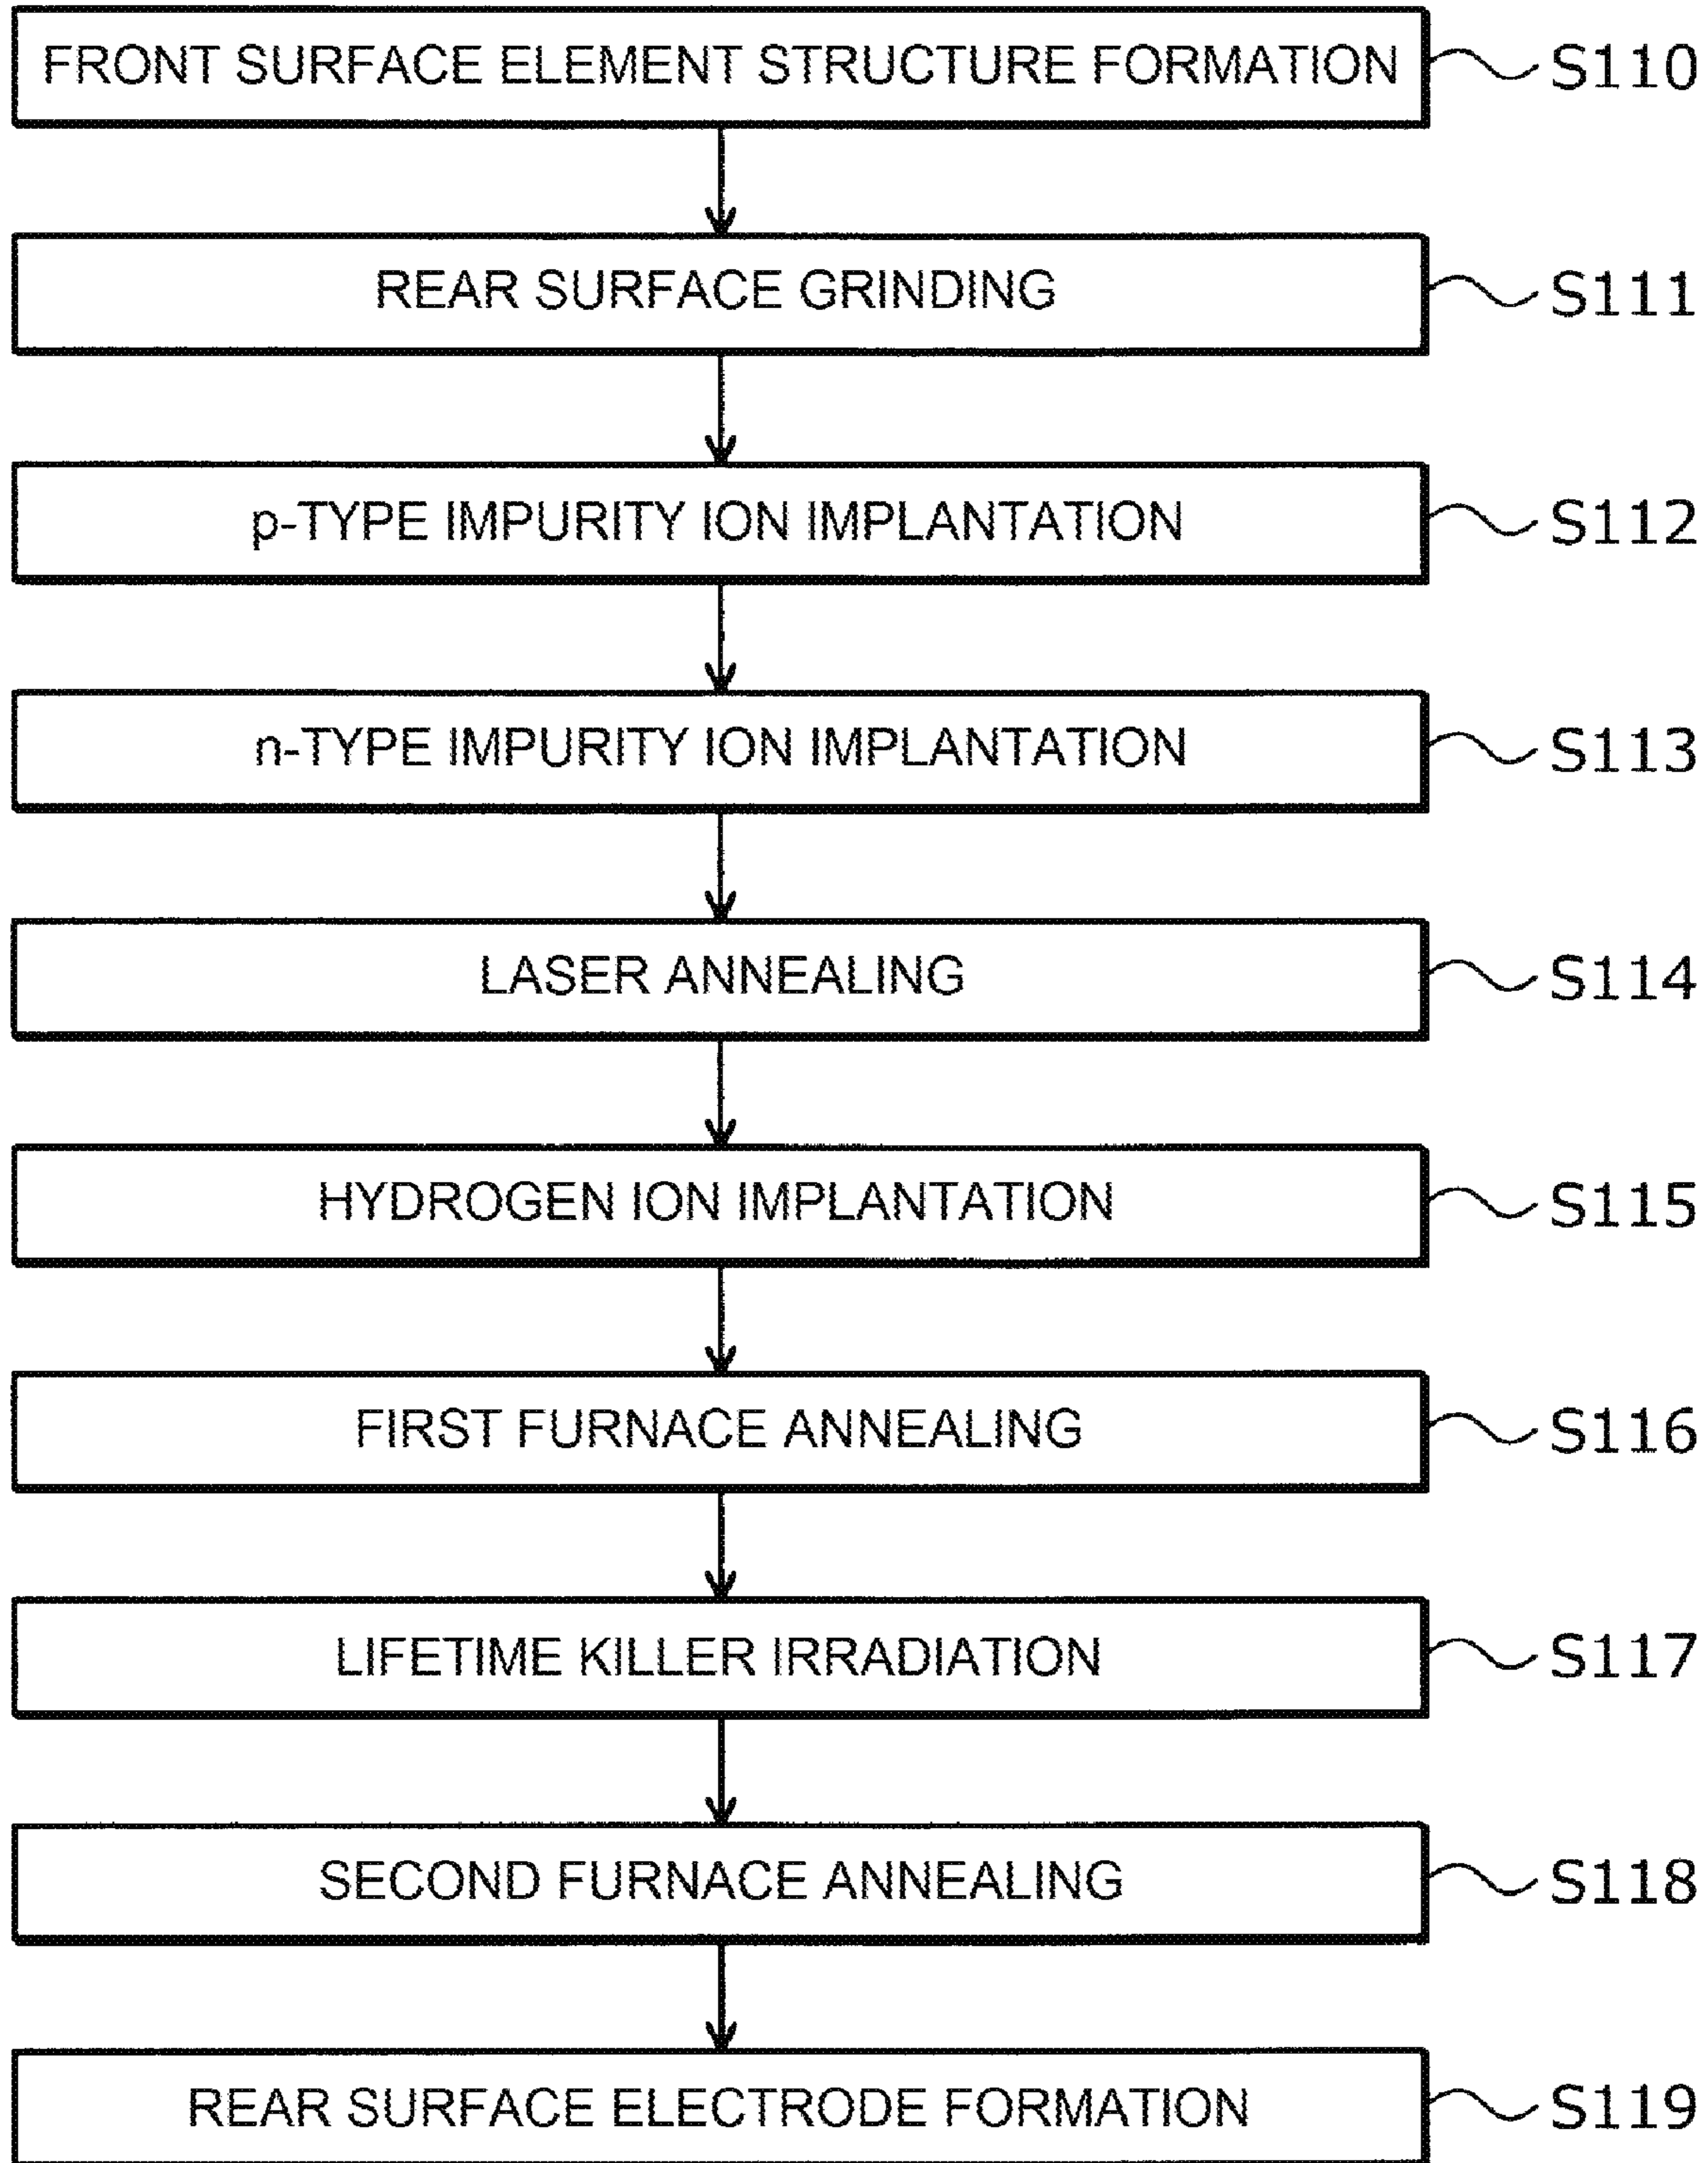 FRONT SURFACE ELEMENT STRUCTURE FORMATION S110
REAR SURFACE GRINDING S111
p-TYPE IMPURITY ION IMPLANTATION S112
n-TYPE IMPURITY ION IMPLANTATION S113
LASER ANNEALING S114
HYDROGEN ION IMPLANTATION S115
FIRST FURNACE ANNEALING S116
LIFETIME KILLER IRRADIATION S117
SECOND FURNACE ANNEALING S118
REAR SURFACE ELECTRODE FORMATION S119